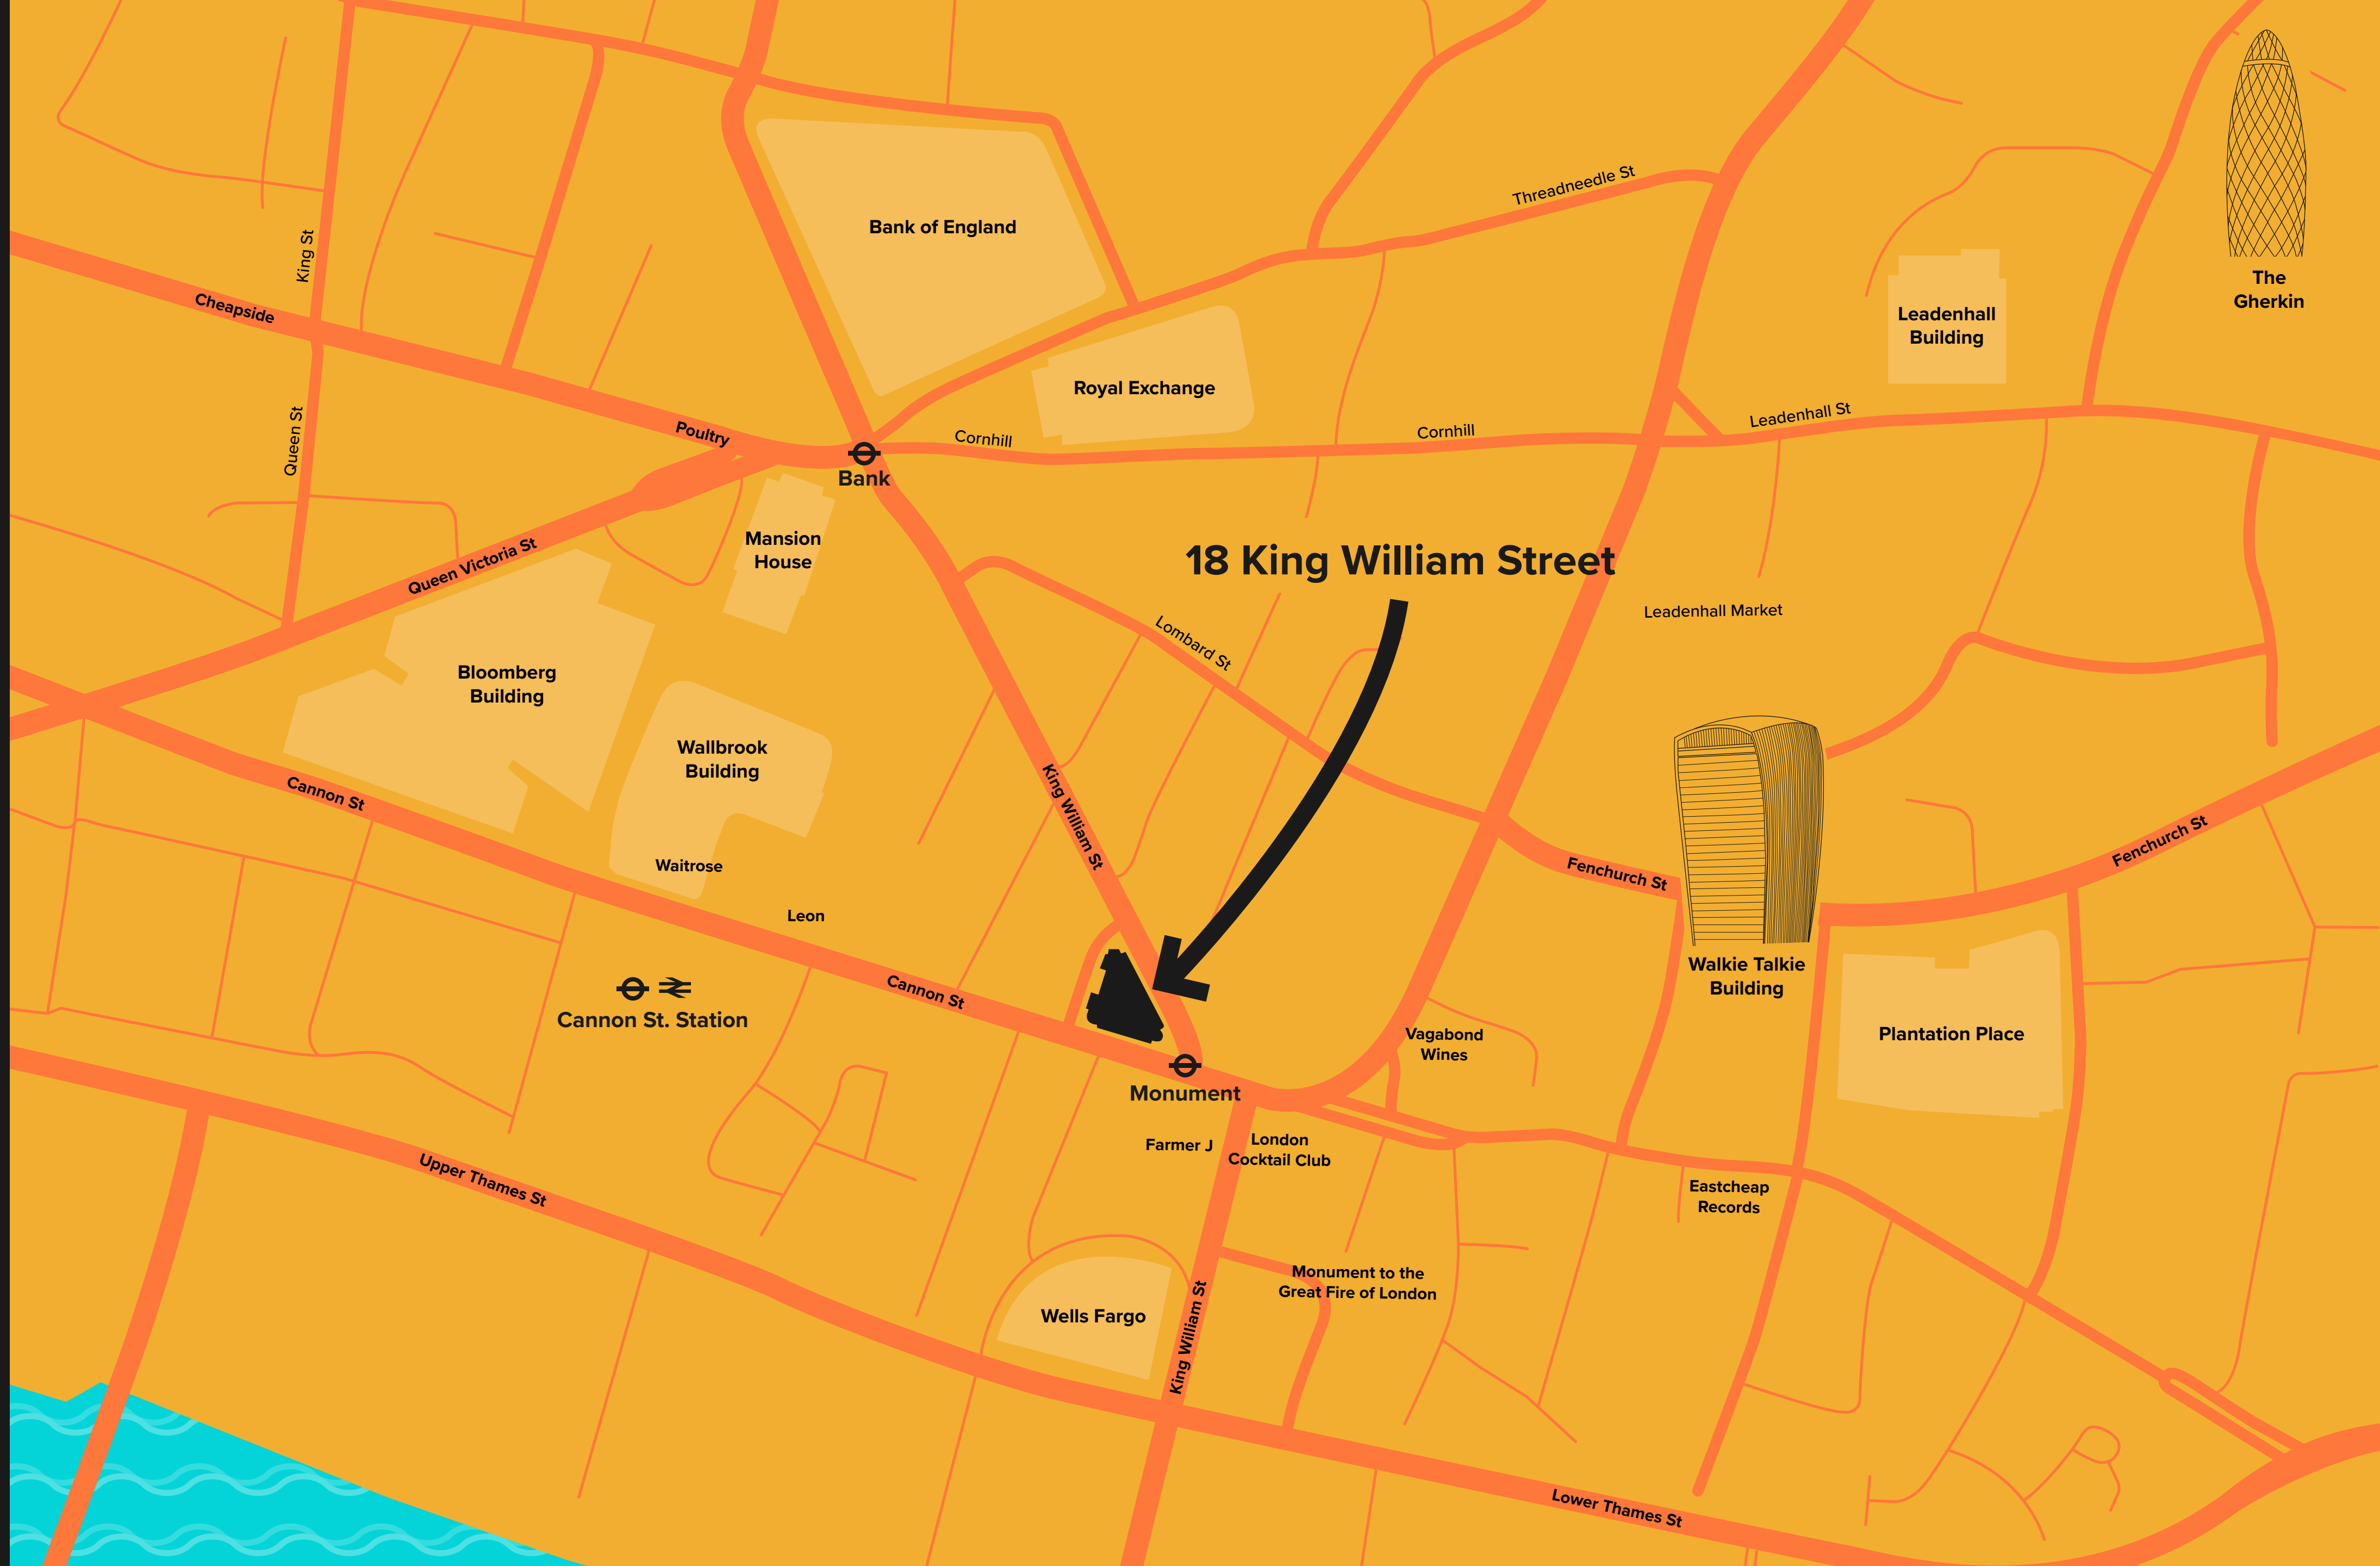 Threadneedle St
Bank of England
King St
The
Gherkin
Cheapside
Leadenhall
Building
Royal Exchange
Leadenhall St
Queen St
Poultry
Cornhill
Cornhill
Bank
Mansion
House
Queen Victoria St
18 King William Street
Leadenhall Market
Lombard St
Bloomberg
Building
Wallbrook
Building
Cannon St
King William St
Waitrose
Fenchurch St
Fenchurch St
Leon
Walkie Talkie
Building
Cannon St
Cannon St. Station
Vagabond
Wines
Plantation Place
Monument
Farmer J
London
Cocktail Club
Upper Thames St
Eastcheap
Records
Monument to the
Great Fire of London
Wells Fargo
King William St
Lower Thames St